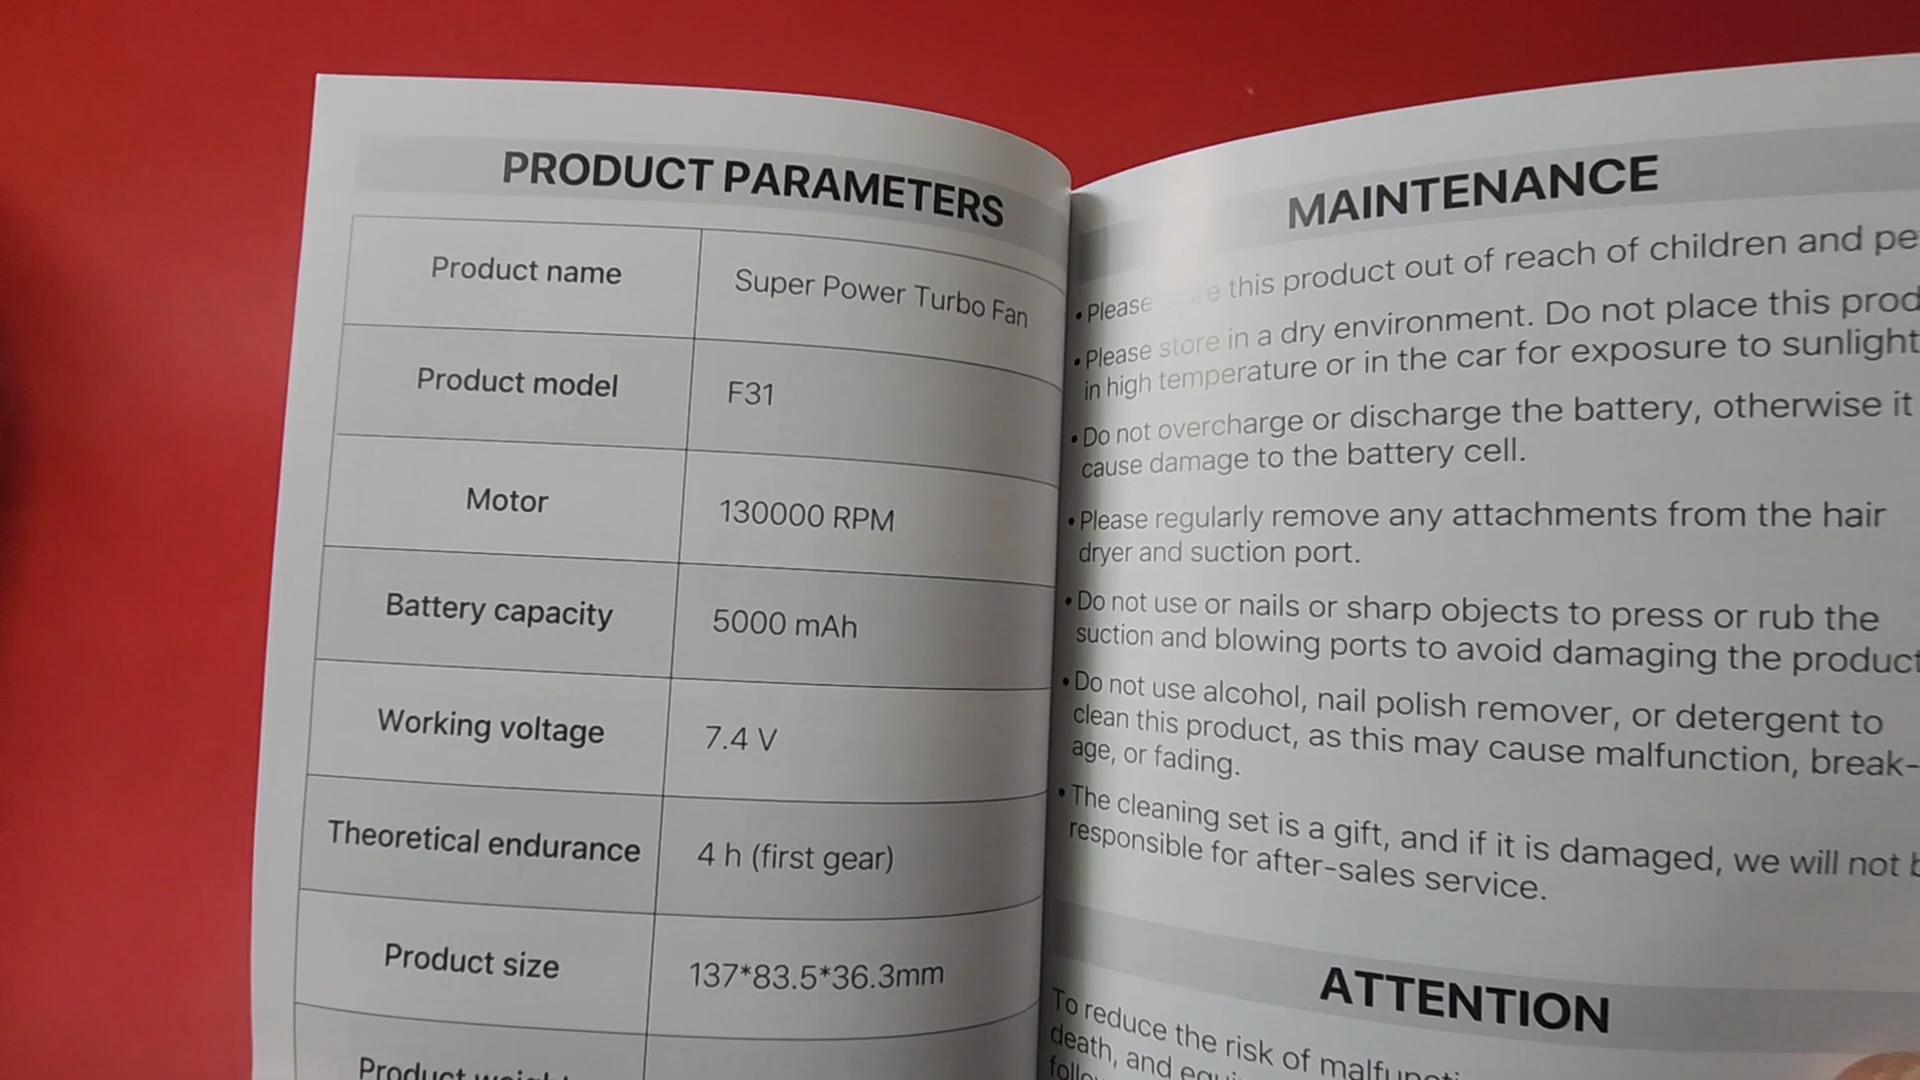 PRODUCT PARAMETERS
Product name
Super Power Turbo Fan
Product model
F31
Motor
130000 RPM
Battery capacity
5000 mAh
Working voltage
7.4 V
Theoretical endurance
4 h (first gear)
Product size
137*83.5*36.3mm
Product
MAINTENANCE
•Please this product out of reach of children and
•Please store in a dry environment. Do not place this
in high temperature or in the car for exposure to sunlight
•Do not overcharge or discharge the battery, otherwise it
cause damage to the battery cell.
•Please regularly remove any attachments from the hair
dryer and suction port.
•Do not use or nails or sharp objects to press or rub the
suction and blowing ports to avoid damaging the product
•Do not use alcohol, nail polish remover, or detergent to
clean this product, as this may cause malfunction, break-
age, or fading.
•The cleaning set is a gift, and if it is damaged, we will not
responsible for after-sales service.
ATTENTION
To reduce the risk of
death, and